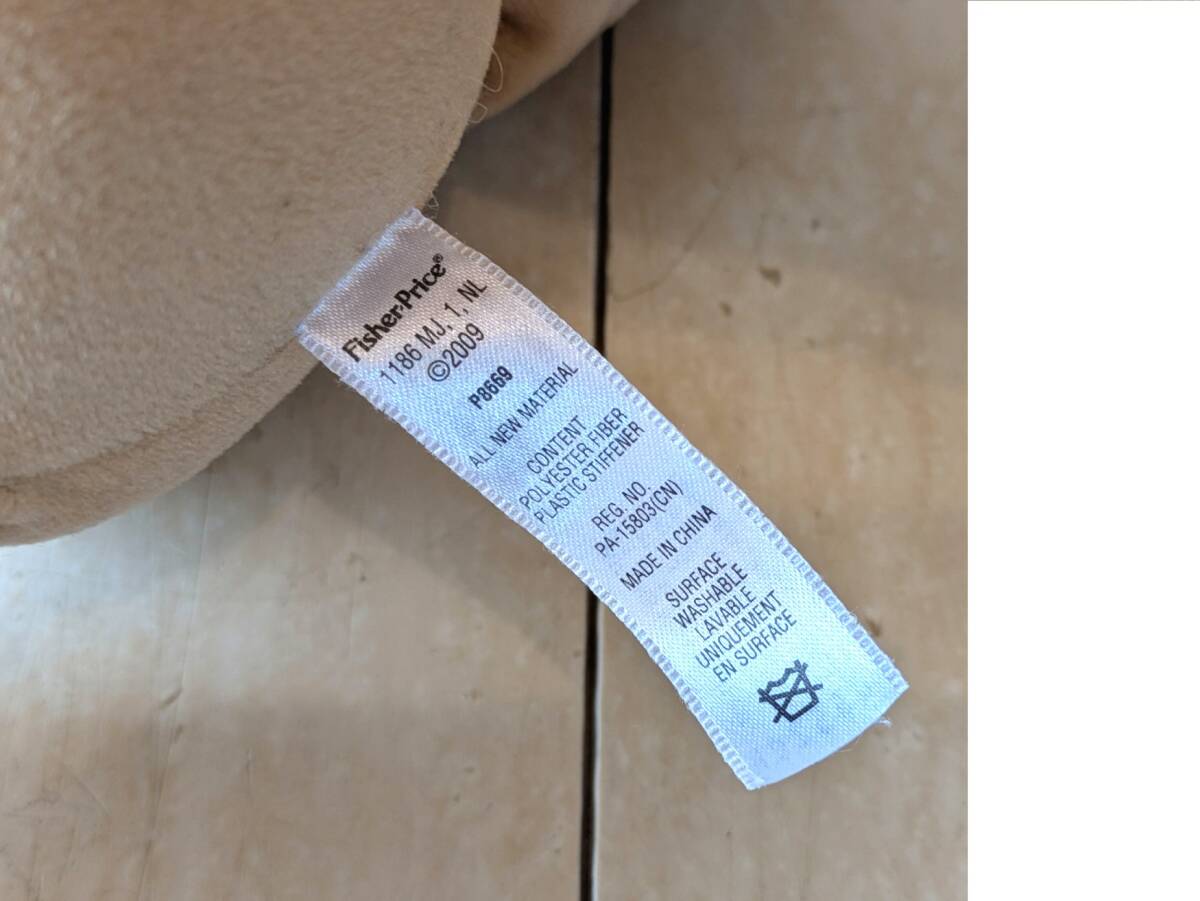 Fisher-Price®
1186 MJ, 1, NL
©2009
P8669
ALL NEW MATERIAL
CONTENT
POLYESTER FIBER
PLASTIC STIFFENER
REG. NO.
PA-15803(CN)
MADE IN CHINA
SURFACE
WASHABLE
LAVABLE
UNIQUEMENT
EN SURFACE